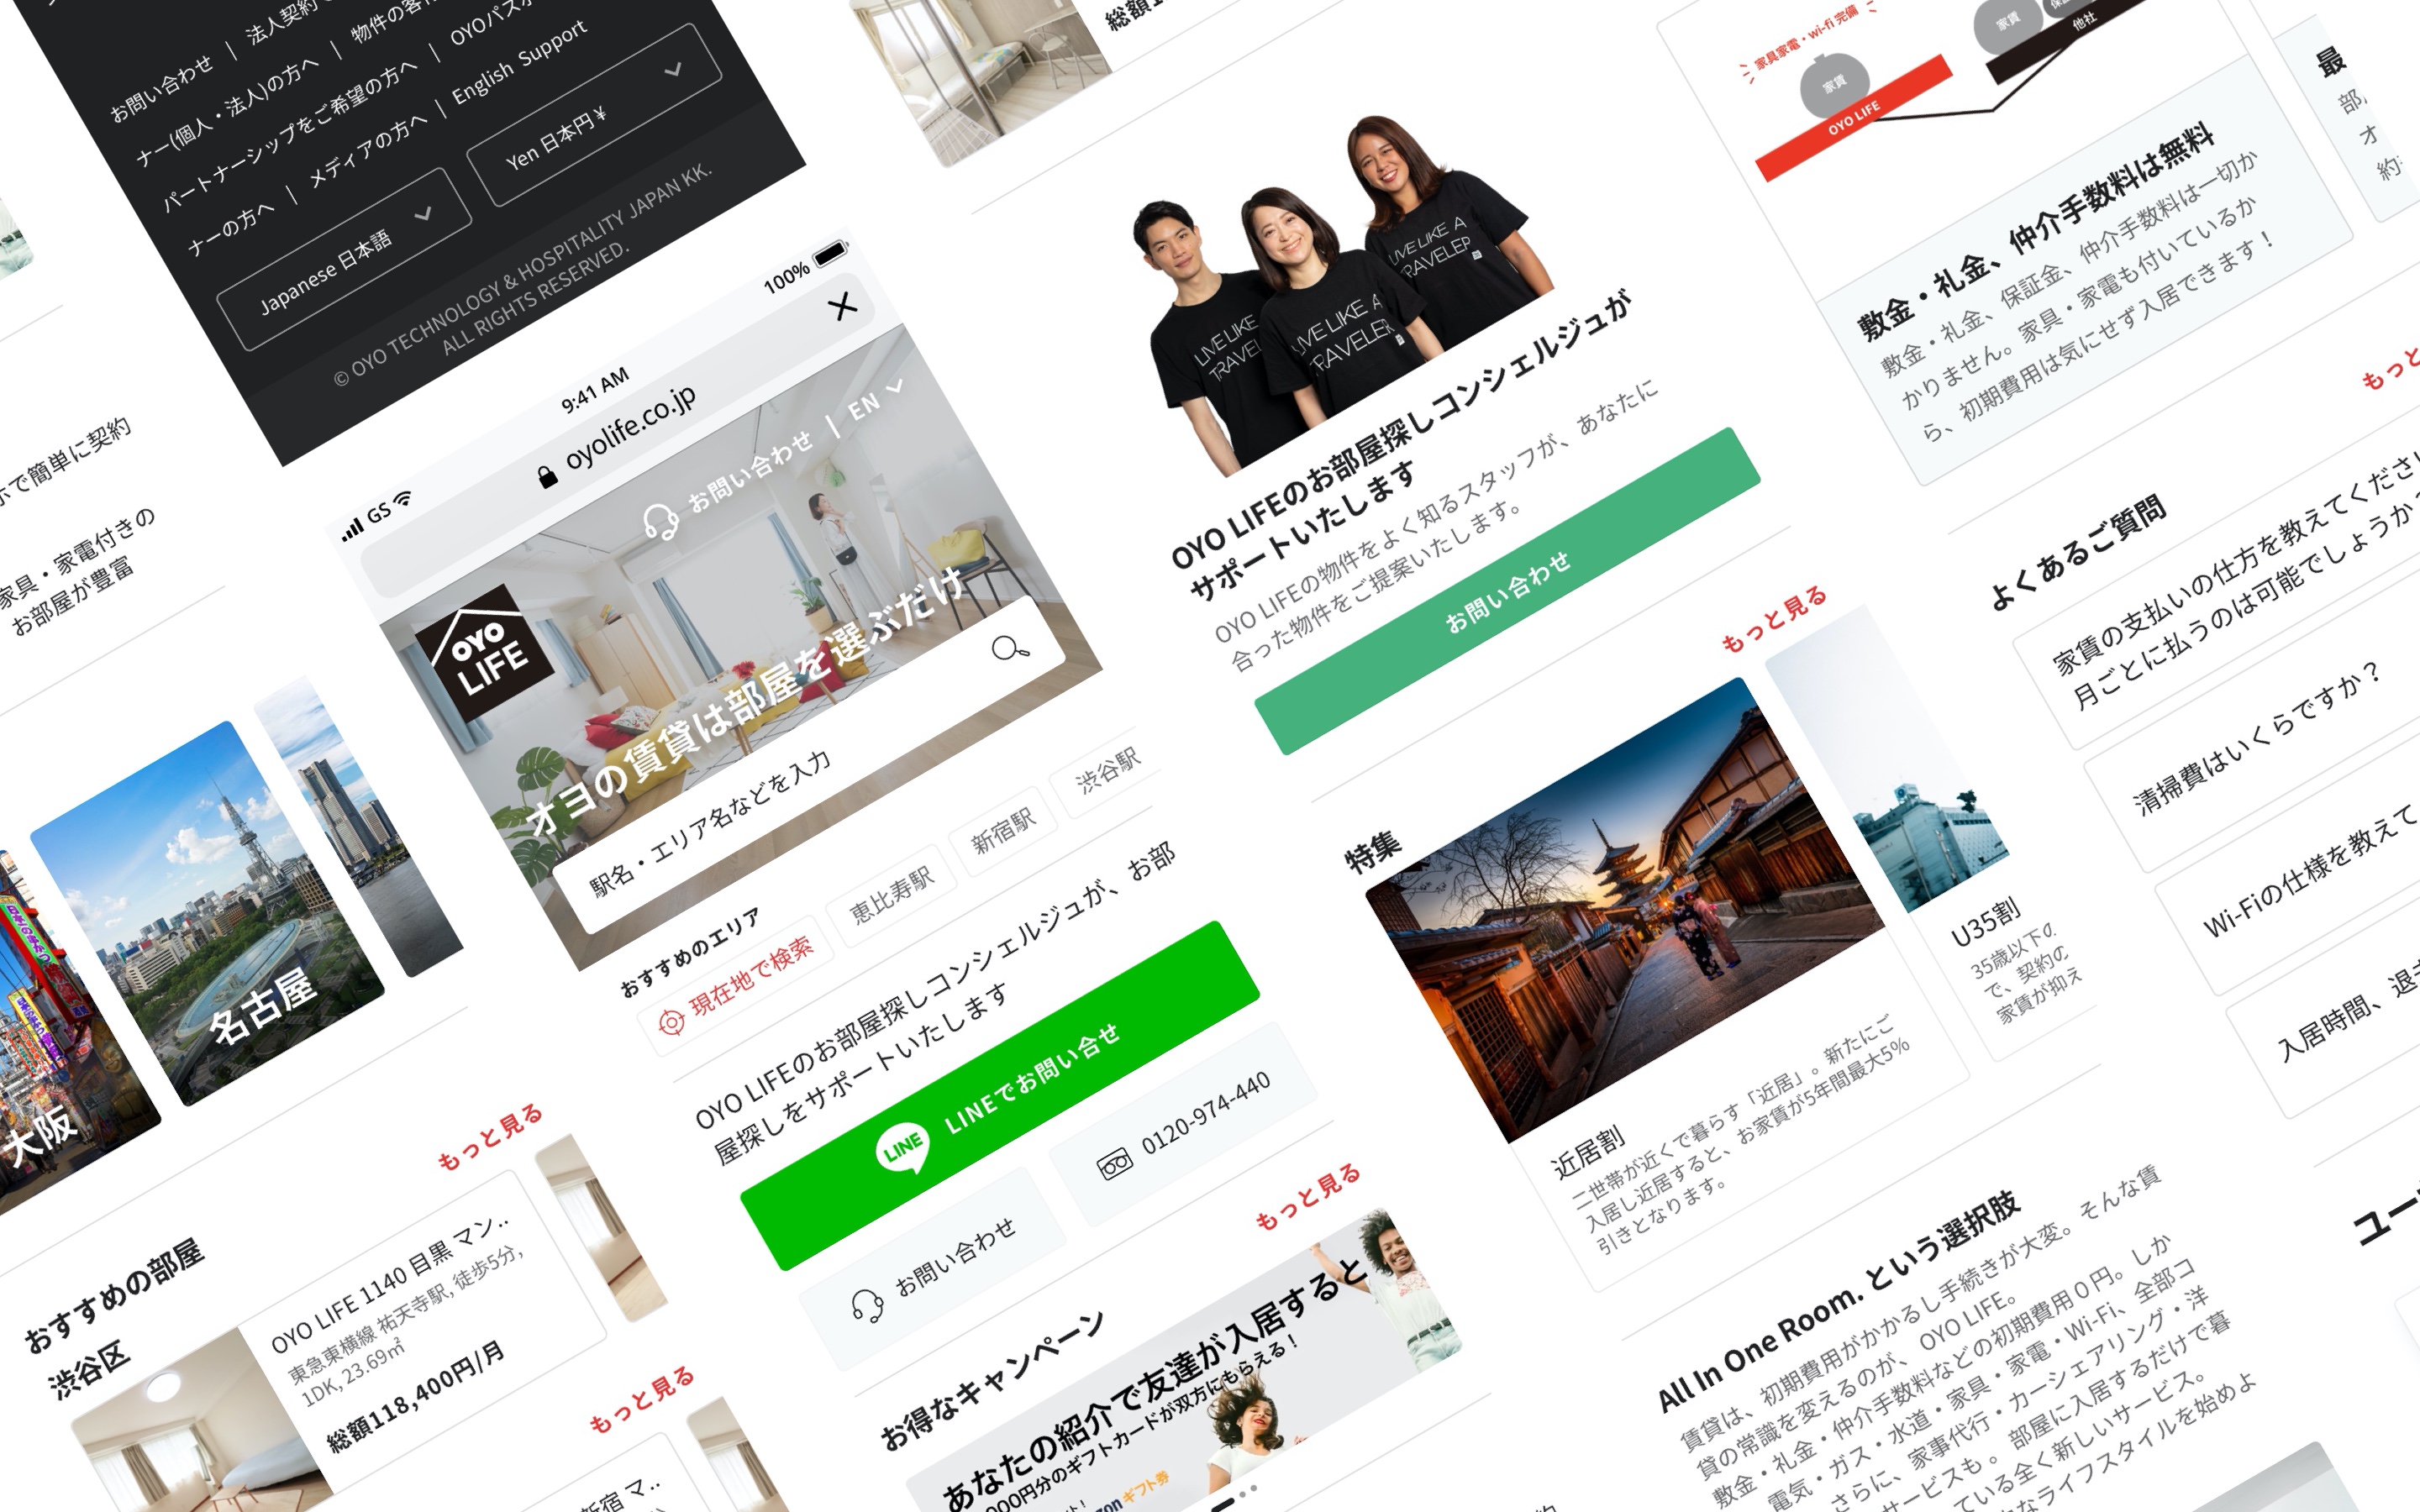 お問い合わせ | 法人契約
ナー(個人・法人)の方へ | 物件の客付
パートナーシップをご希望の方へ | OYOパスポ
ナーの方へ | メディアの方へ | English Support
Japanese 日本語
Yen 日本円 ¥
© OYO TECHNOLOGY & HOSPITALITY JAPAN KK.
ALL RIGHTS RESERVED.
で簡単に契約
家具・家電付きの
お部屋が豊富
大阪
名古屋
もっと見る
おすすめの部屋
渋谷区
OYO LIFE 1140 目黒 マン..
東急東横線 祐天寺駅, 徒歩5分,
1DK, 23.69㎡
総額118,400円/月
もっと見る
新宿 マ..
GS
9:41 AM
100%
oyolife.co.jp
お問い合わせ | EN
OYO
LIFE
オヨの賃貸は部屋を選ぶだけ
駅名・エリア名などを入力
おすすめのエリア
現在地で検索
恵比寿駅
新宿駅
渋谷駅
OYO LIFEのお部屋探しコンシェルジュが、お部
屋探しをサポートいたします
LINE
LINEでお問い合せ
お問い合わせ
0120-974-440
もっと見る
お得なキャンペーン
あなたの紹介で友達が入居すると
000円分のギフトカードが双方にもらえる!
zon ギフト券
総額
LIVE LIKE
TRAVEL
LIVE LIKE A
TRAVELER
LIVE LIKE A
TRAVELER
OYO LIFEのお部屋探しコンシェルジュが
サポートいたします
OYO LIFEの物件をよく知るスタッフが、あなたに
合った物件をご提案いたします。
お問い合わせ
もっと見る
特集
近居割
二世帯が近くで暮らす「近居」。新たにご
入居し近居すると、お家賃が5年間最大5%
引きとなります。
U35割
35歳以下の
で、契約の
家賃が抑え
All In One Room. という選択肢
賃貸は、初期費用がかかるし手続きが大変。そんな賃
貸の常識を変えるのが、OYO LIFE。
敷金・礼金・仲介手数料などの初期費用0円。しか
電気・ガス・水道・家具・家電・Wi-Fi、全部コ
さらに、家事代行・カーシェアリング・洋
サービスも。部屋に入居するだけで暮
ている全く新しいサービス。
なライフスタイルを始めよ
家具家電・wi-fi 完備
家賃
OYO LIFE
家賃
他社
敷金・礼金、仲介手数料は無料
敷金・礼金、保証金、仲介手数料は一切か
かりません。家具・家電も付いているか
ら、初期費用は気にせず入居できます!
最
部
オ
約
もっと
よくあるご質問
家賃の支払いの仕方を教えてくださ
月ごとに払うのは可能でしょうか
清掃費はいくらですか?
Wi-Fiの仕様を教えて
入居時間、退
ユー